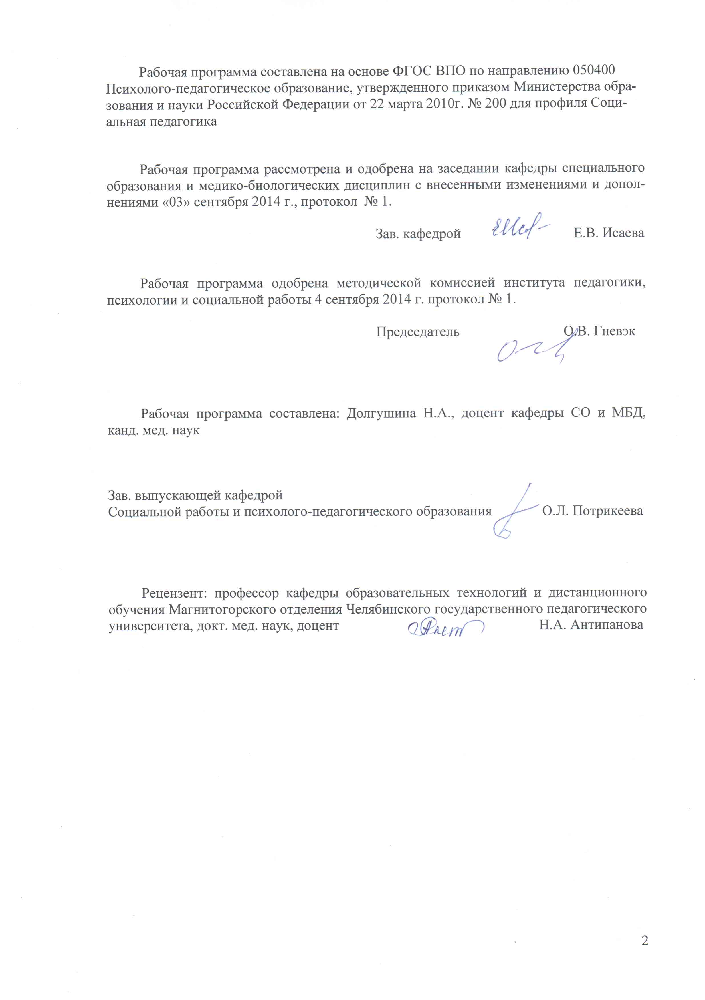 Рабочая программа составлена на основе ФГОС ВПО по направлению 050400
Психолого-педагогическое образование, утвержденного приказом Министерства обра-
зования и науки Российской Федерации от 22 марта 2010г. № 200 для профиля Соци-
альная педагогика
Рабочая программа рассмотрена и одобрена на заседании кафедры специального
образования и медико-биологических дисциплин с внесенными изменениями и допол-
нениями «03» сентября 2014 г., протокол № 1.
Зав. кафедрой Е.В. Исаева
Рабочая программа одобрена методической комиссией института педагогики,
психологии и социальной работы 4 сентября 2014 г. протокол № 1.
Председатель О.В. Гневэк
Рабочая программа составлена: Долгушина Н.А., доцент кафедры СО и МБД,
канд. мед. наук
Зав. выпускающей кафедрой
Социальной работы и психолого-педагогического образования О.Л. Потрикеева
Рецензент: профессор кафедры образовательных технологий и дистанционного
обучения Магнитогорского отделения Челябинского государственного педагогического
университета, докт. мед. наук, доцент Н.А. Антипанова
2